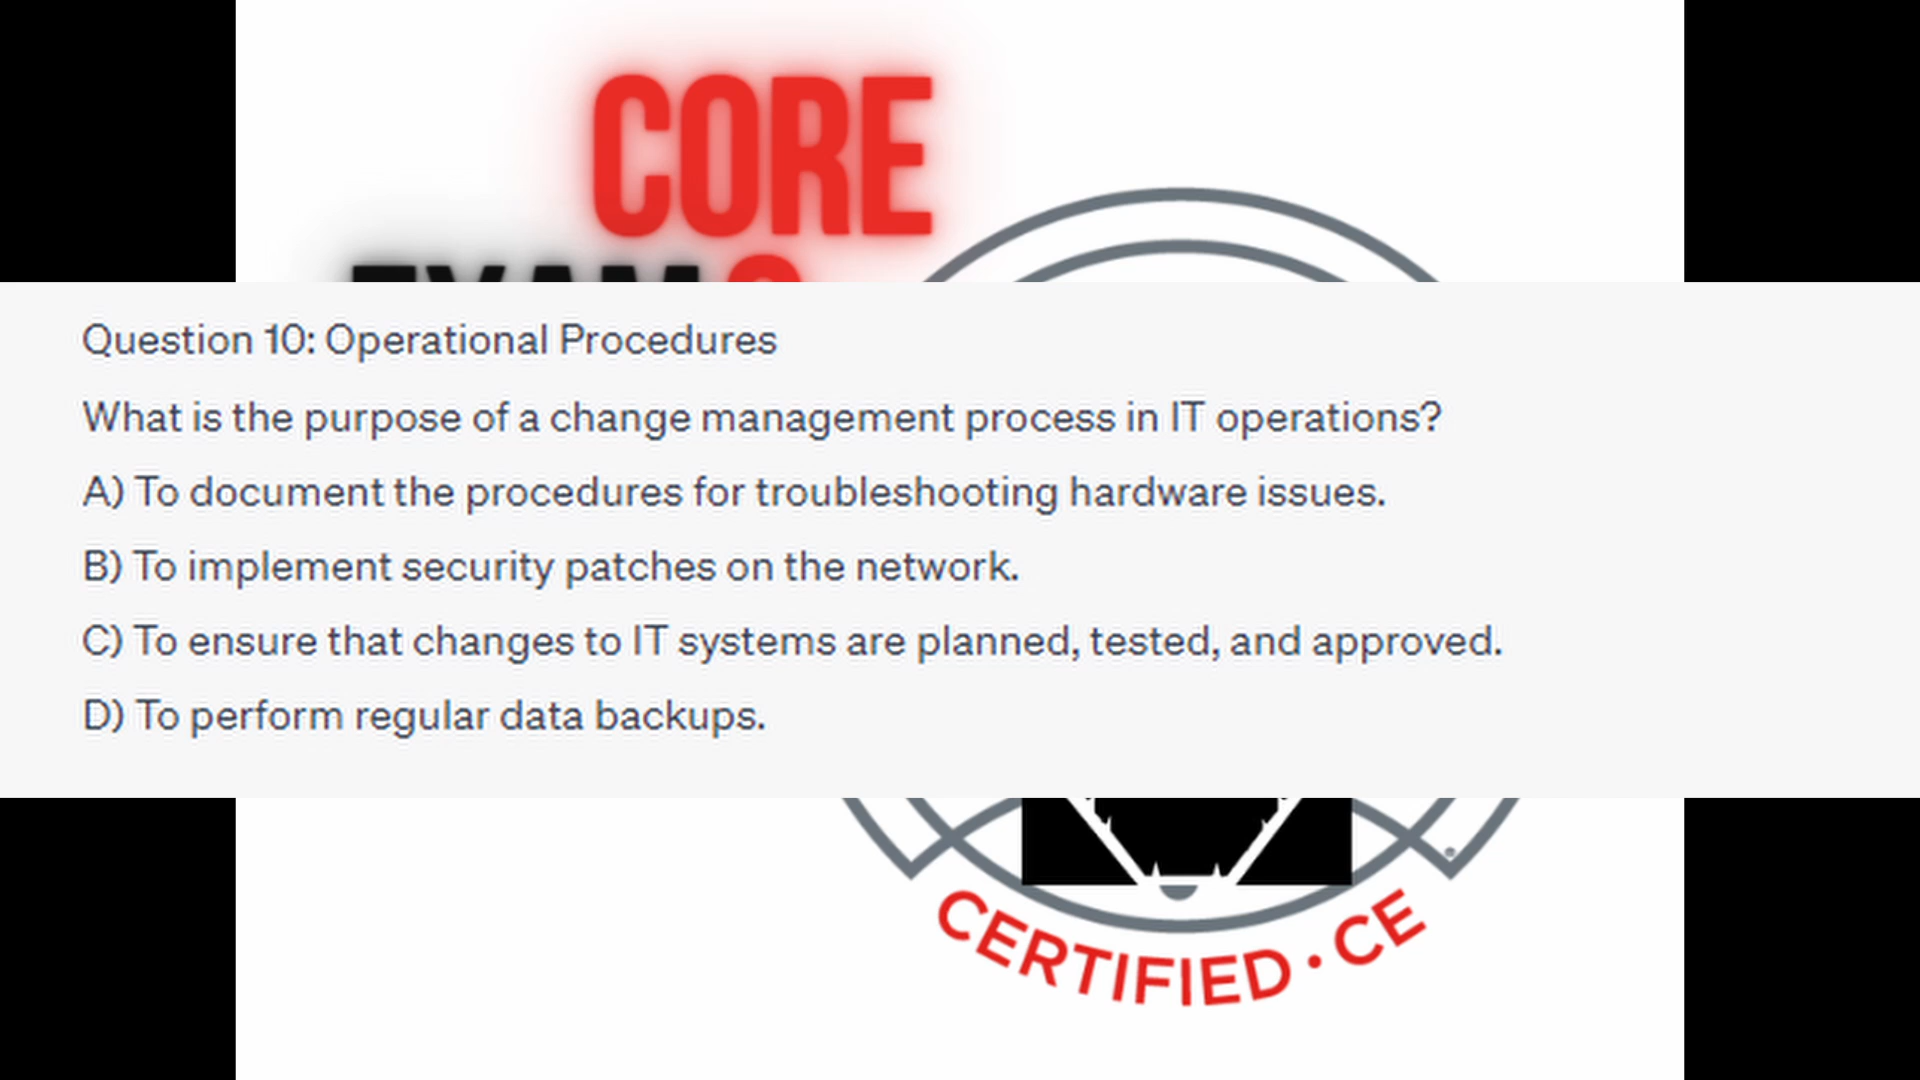 CORE
Question 10: Operational Procedures
What is the purpose of a change management process in IT operations?
A) To document the procedures for troubleshooting hardware issues.
B) To implement security patches on the network.
C) To ensure that changes to IT systems are planned, tested, and approved.
D) To perform regular data backups.
CERTIFIED · CE